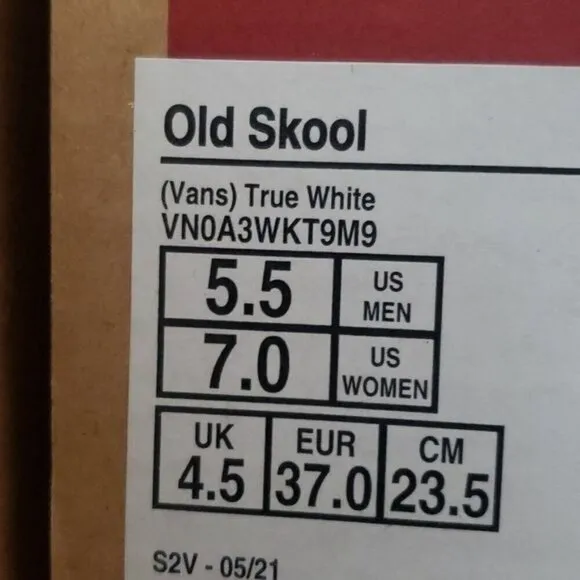 Old Skool
(Vans) True White
VN0A3WKT9M9
5.5 US MEN
7.0 US WOMEN
UK EUR CM
4.5 37.0 23.5
S2V - 05/21